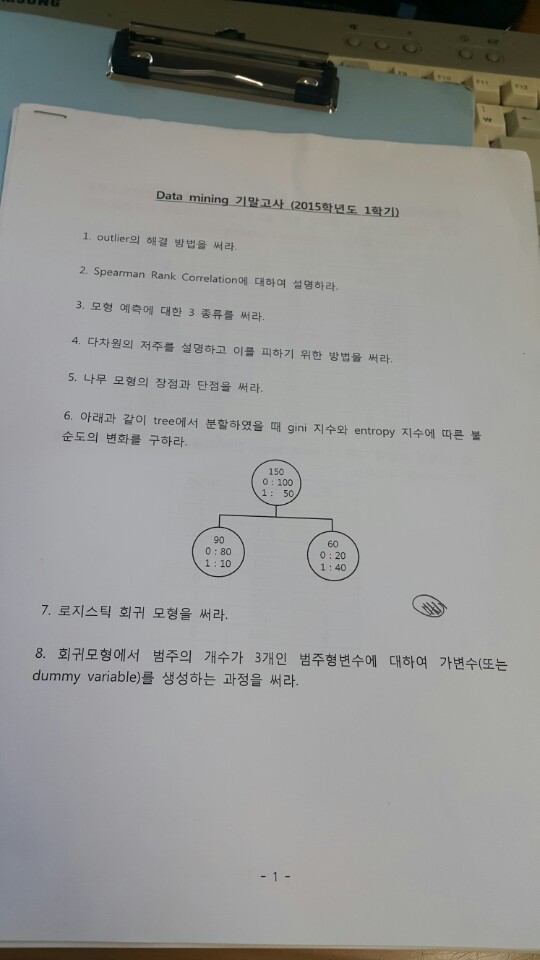 SUNG
F10
F11
F12
W
Data mining 기말고사 (2015학년도 1학기)
1. outlier의 해결 방법을 써라.
2. Spearman Rank Correlation에 대하여 설명하라.
3. 모형 예측에 대한 3 종류를 써라.
4. 다차원의 저주를 설명하고 이를 피하기 위한 방법을 써라.
5. 나무 모형의 장점과 단점을 써라.
6. 아래과 같이 tree에서 분할하였을 때 gini 지수와 entropy 지수에 따른 불
순도의 변화를 구하라.
150
0 : 100
1 : 50
90
0 : 80
1 : 10
60
0 : 20
1 : 40
7. 로지스틱 회귀 모형을 써라.
8. 회귀모형에서 범주의 개수가 3개인 범주형변수에 대하여 가변수(또는
dummy variable)를 생성하는 과정을 써라.
- 1 -